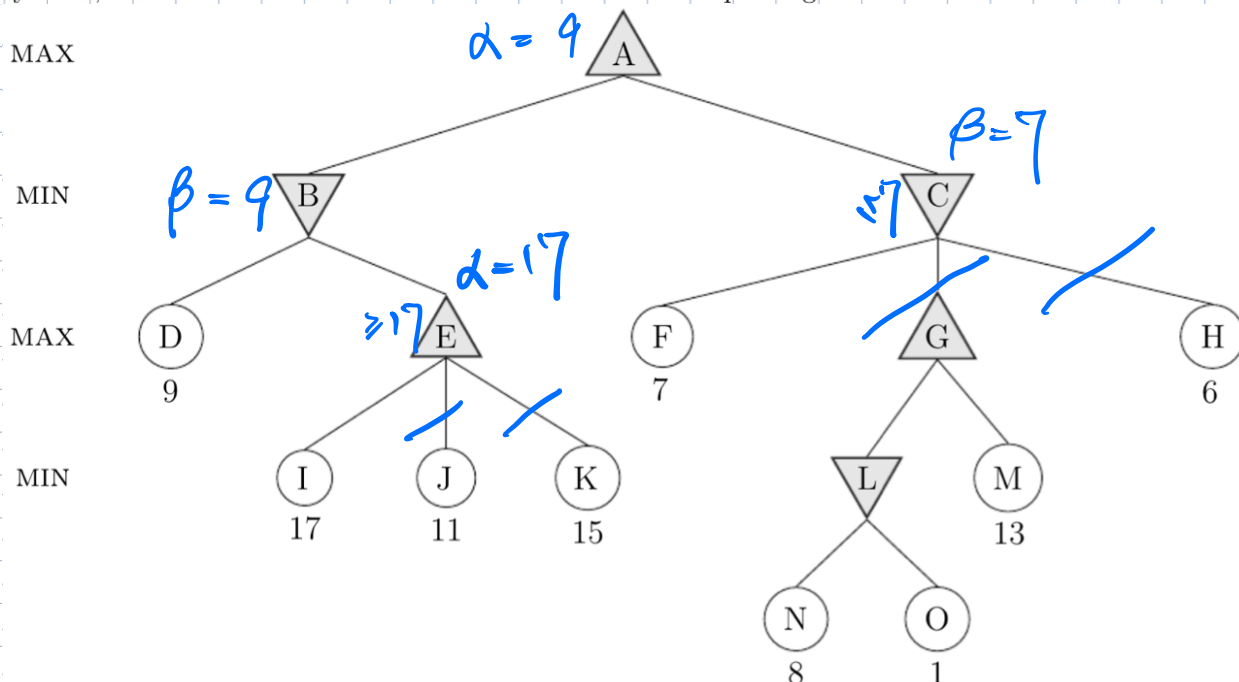 MAX
α = 9
A
β = 7
MIN
β = 9
B
≤7
C
α = 17
MAX
D
≥17
E
F
G
H
9
7
6
MIN
I
J
K
L
M
17
11
15
13
N
O
8
1